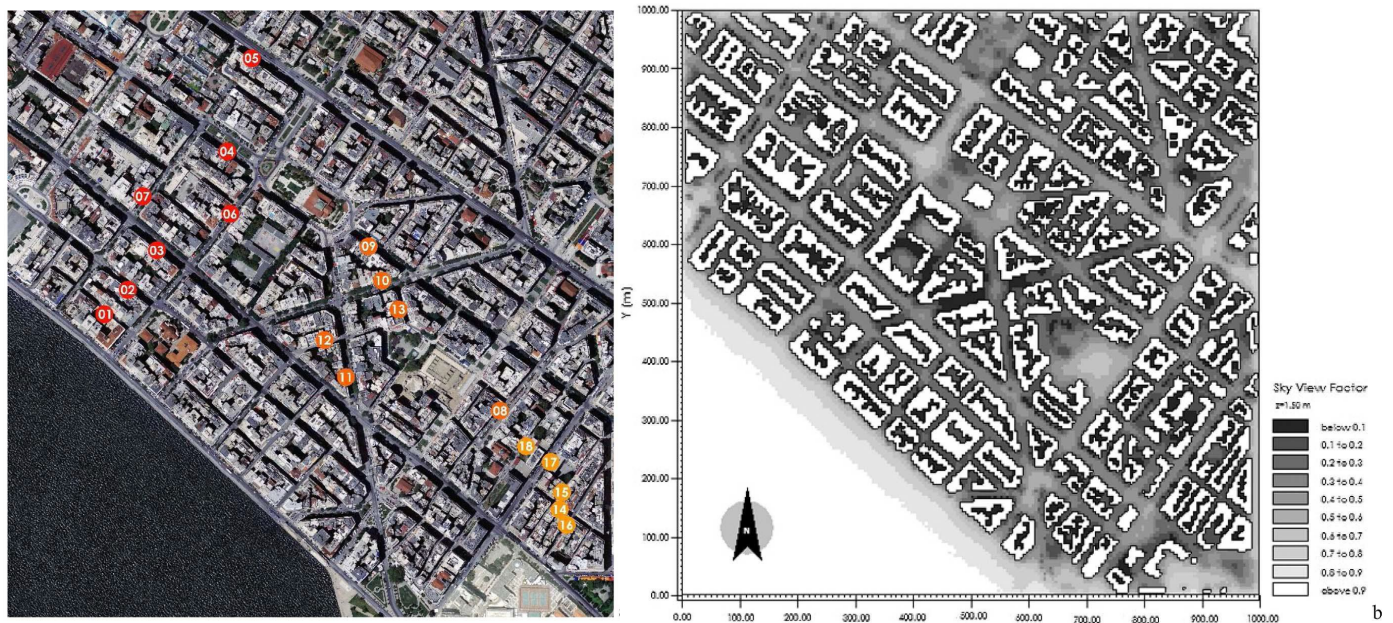 05
04
07
06
03
09
02
10
01
13
12
11
08
18
17
15
14
16
1000.00
900.00
800.00
700.00
600.00
500.00
400.00
300.00
200.00
100.00
0.00
Y (m)
N
0.00 100.00 200.00 300.00 400.00 500.00 600.00 700.00 800.00 900.00 1000.00
Sky View Factor
z=1.50 m
below 0.1
0.1 to 0.2
0.2 to 0.3
0.3 to 0.4
0.4 to 0.5
0.5 to 0.6
0.6 to 0.7
0.7 to 0.8
0.8 to 0.9
above 0.9
b